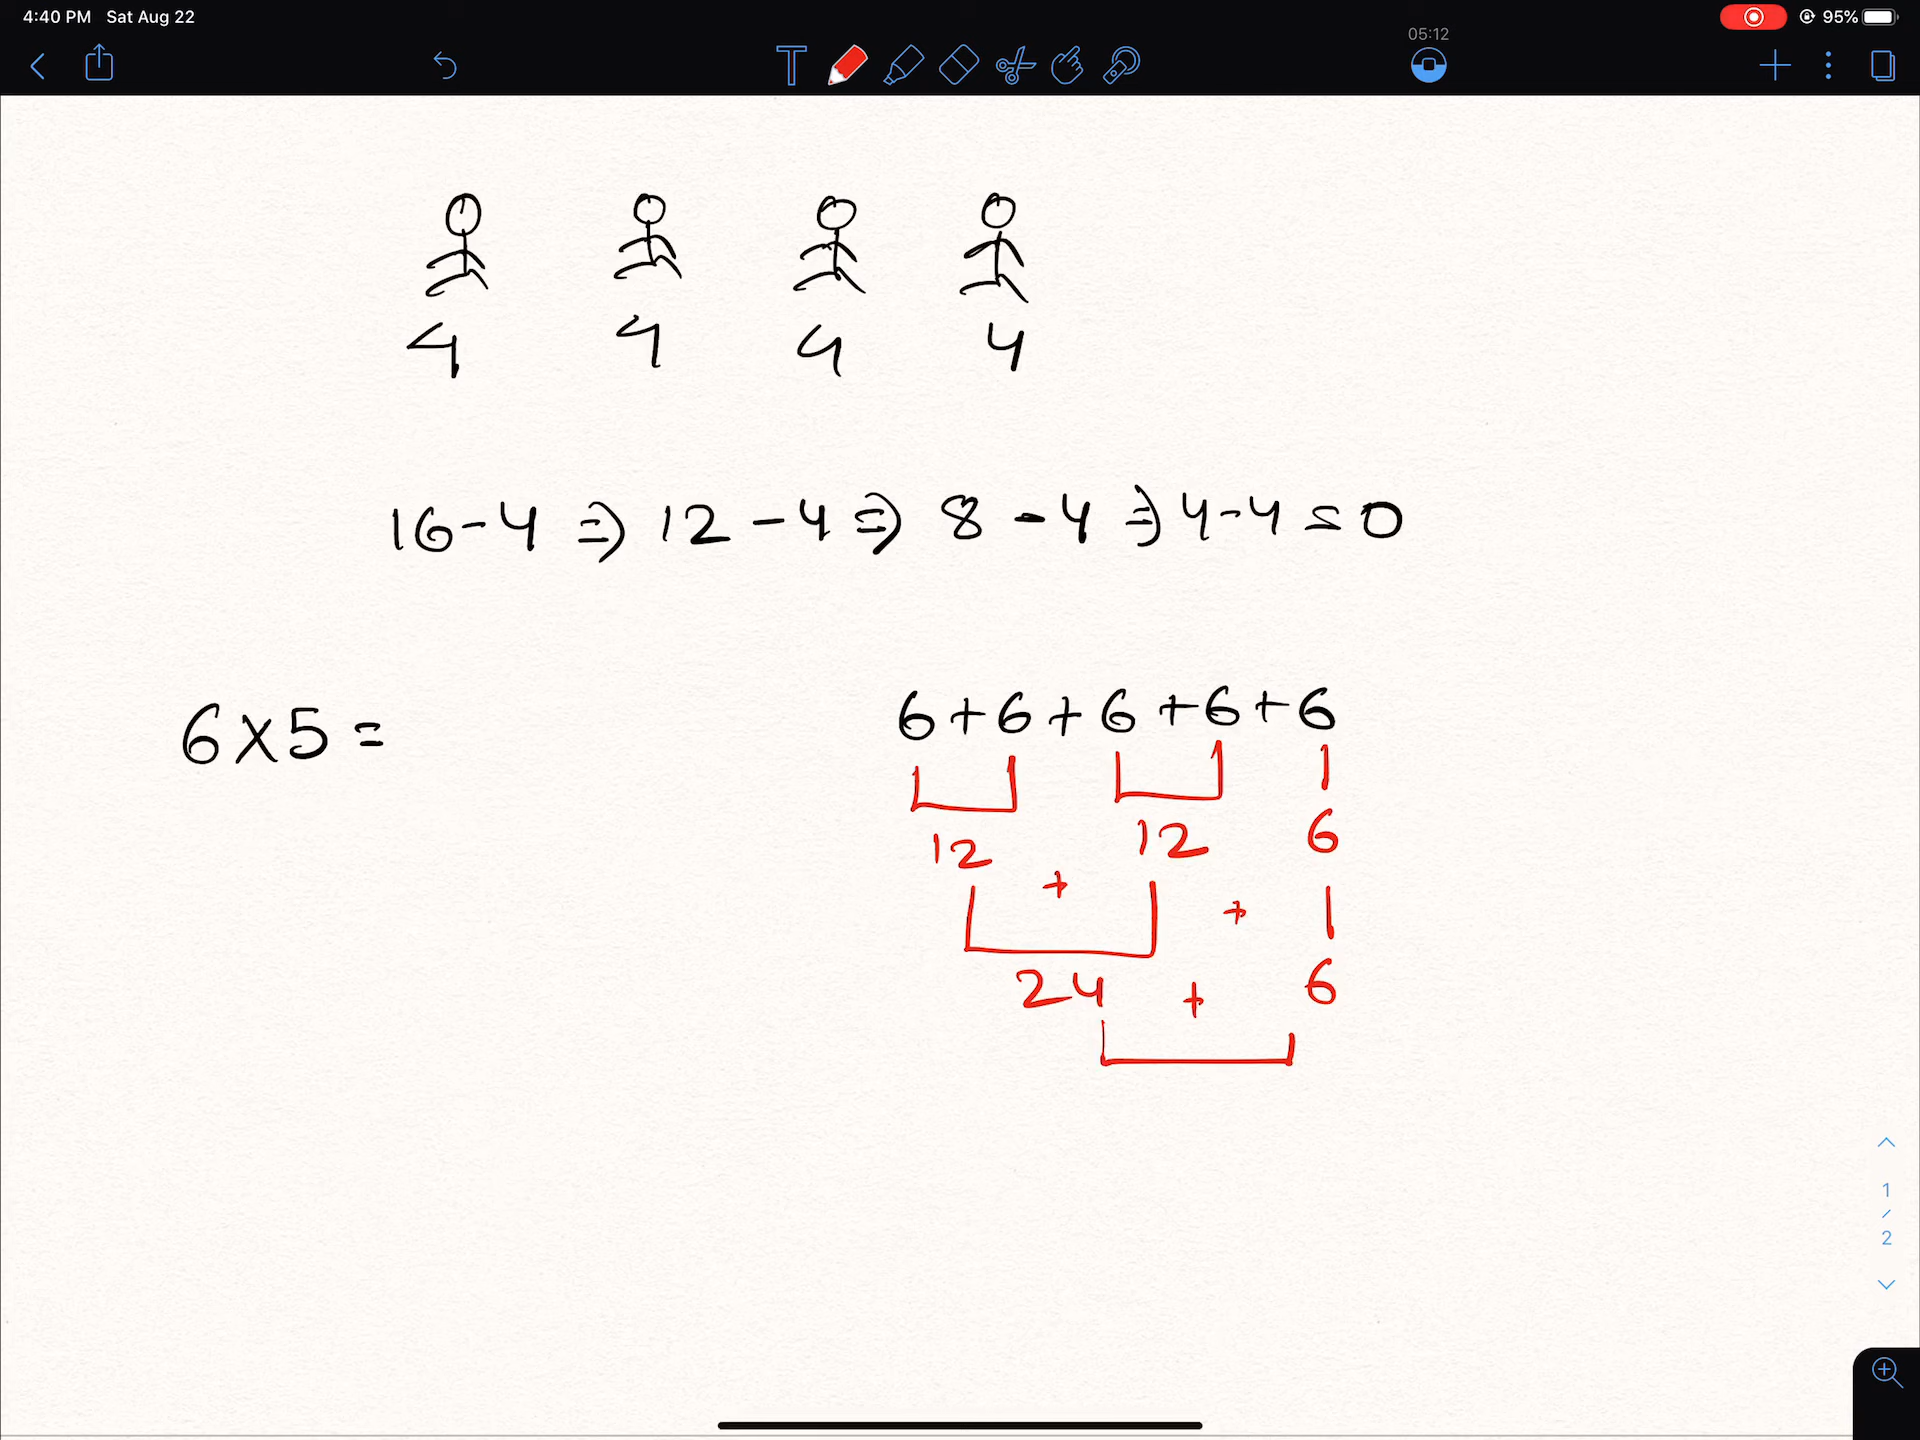 4:40 PM Sat Aug 22
95%
05:12
T
4 4 4 4
16-4 ⇒ 12-4 ⇒ 8-4 ⇒ 4-4=0
6+6+6+6+6
6x5=
12 12 6
+ +
24 + 6
1
/
2